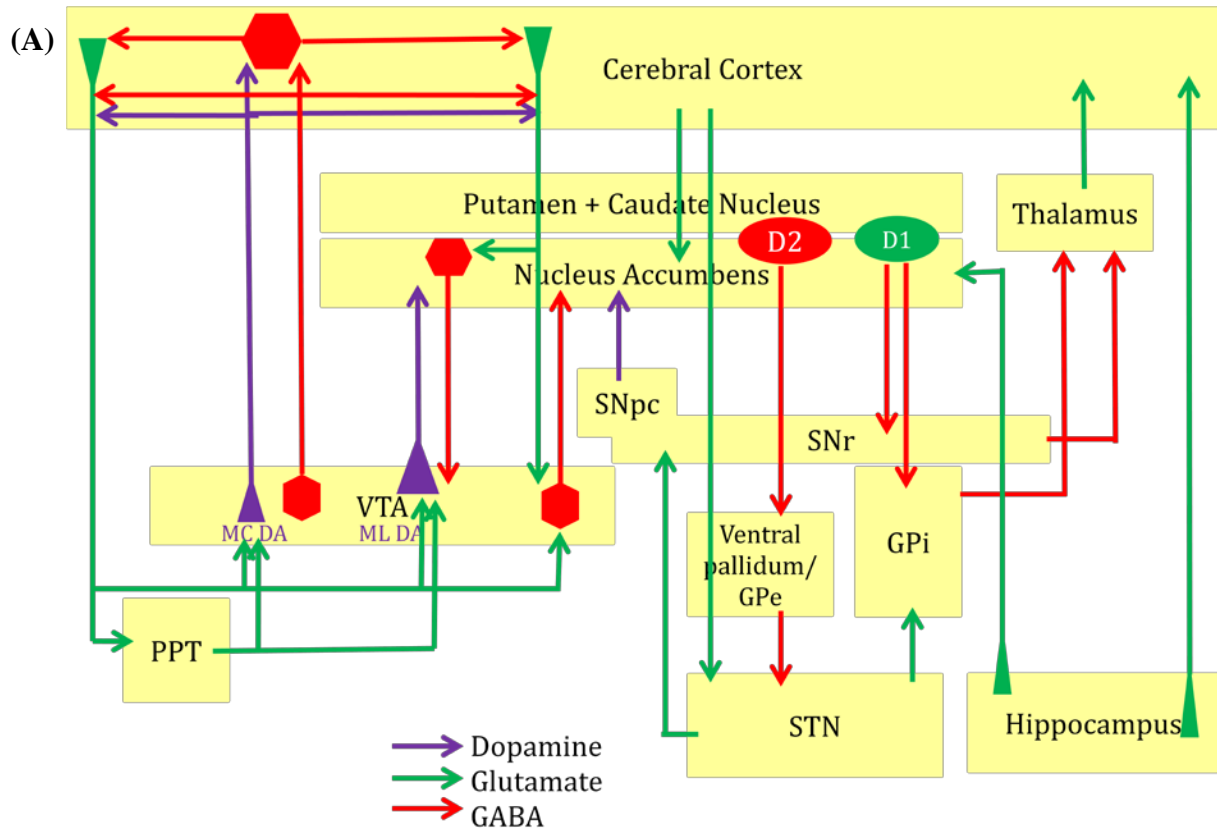 (A)
Cerebral Cortex
Putamen + Caudate Nucleus
Thalamus
D2
D1
Nucleus Accumbens
SNpc
SNr
VTA
MC DA
ML DA
Ventral
pallidum/
GPe
GPi
PPT
STN
Hippocampus
Dopamine
Glutamate
GABA